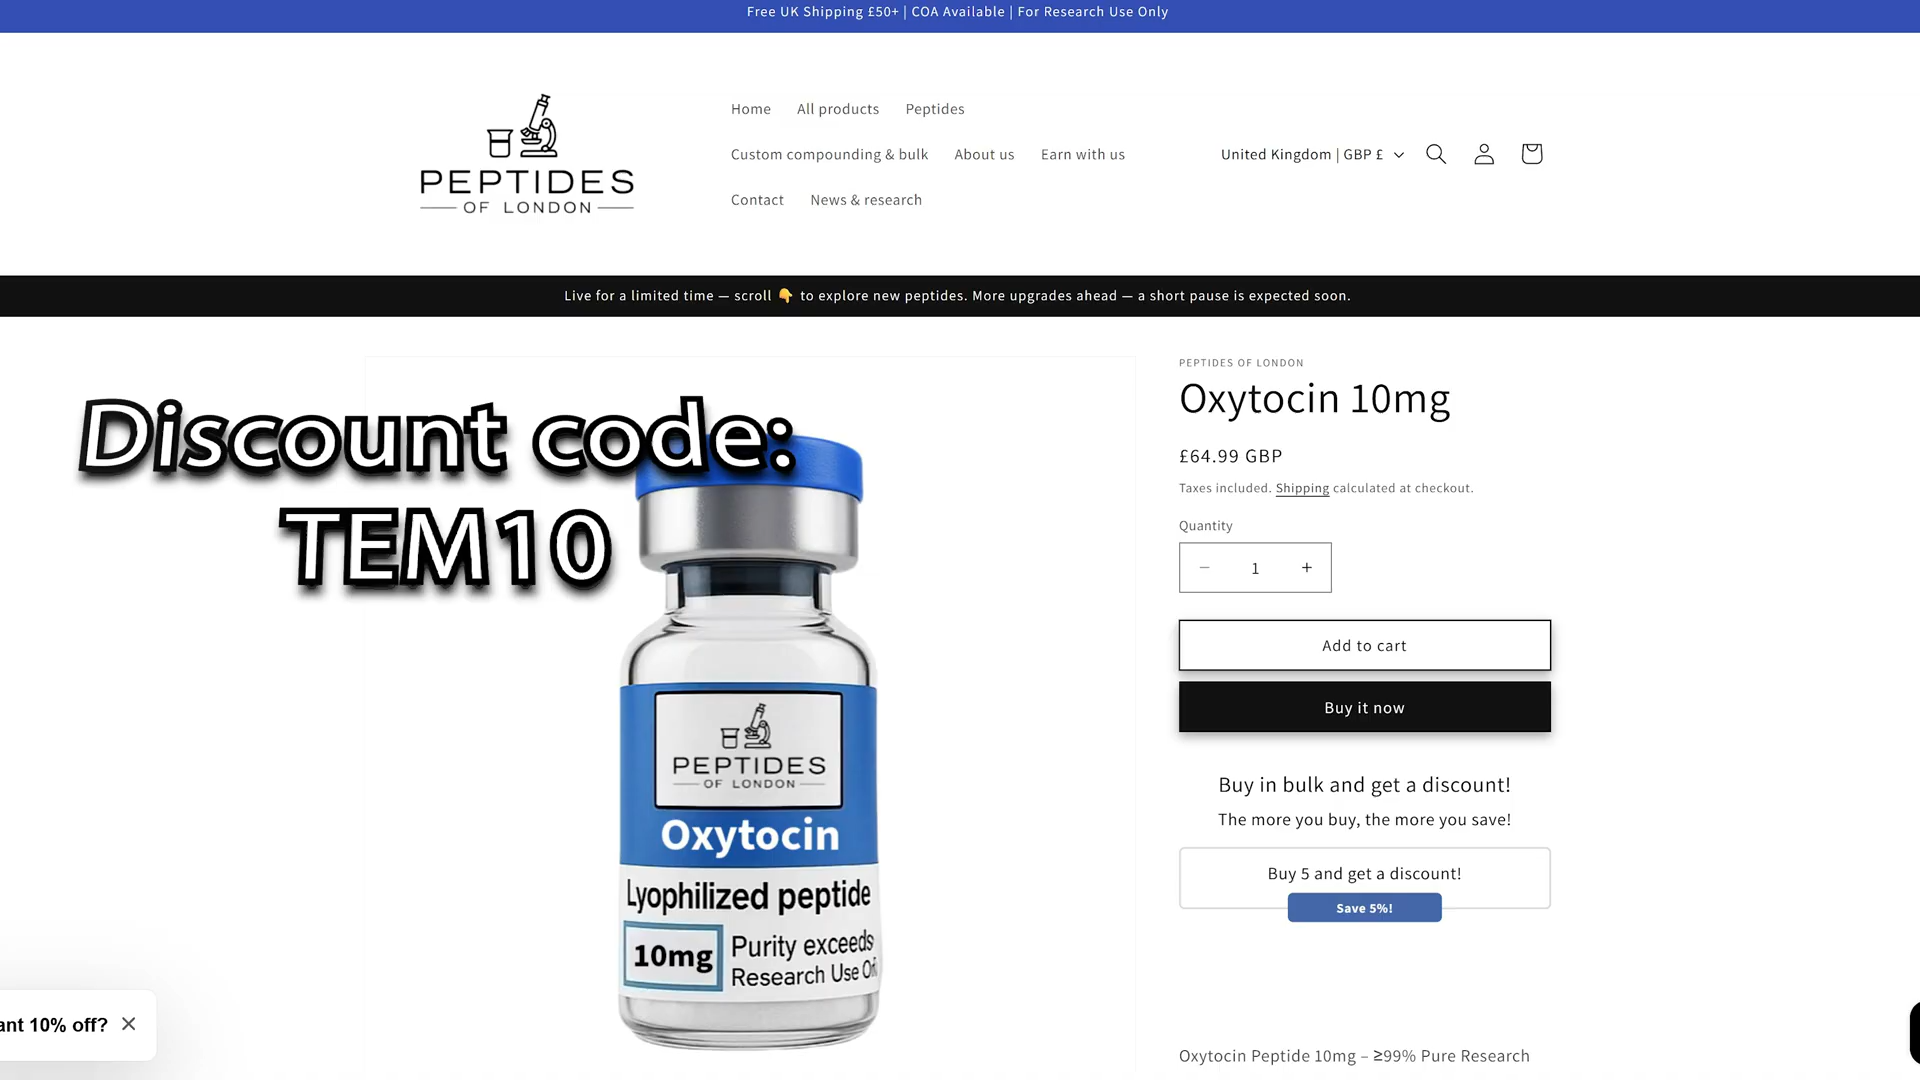 Free UK Shipping £50+ | COA Available | For Research Use Only
PEPTIDES
OF LONDON
Home All products Peptides
Custom compounding & bulk About us Earn with us
Contact News & research
United Kingdom | GBP £
Live for a limited time — scroll 👇 to explore new peptides. More upgrades ahead — a short pause is expected soon.
Discount code:
TEM10
PEPTIDES
OF LONDON
Oxytocin
Lyophilized peptide
10mg
Purity exceeds
Research Use
PEPTIDES OF LONDON
Oxytocin 10mg
£64.99 GBP
Taxes included. Shipping calculated at checkout.
Quantity
− 1 +
Add to cart
Buy it now
Buy in bulk and get a discount!
The more you buy, the more you save!
Buy 5 and get a discount!
Save 5%!
Oxytocin Peptide 10mg – ≥99% Pure Research
10% off? ×